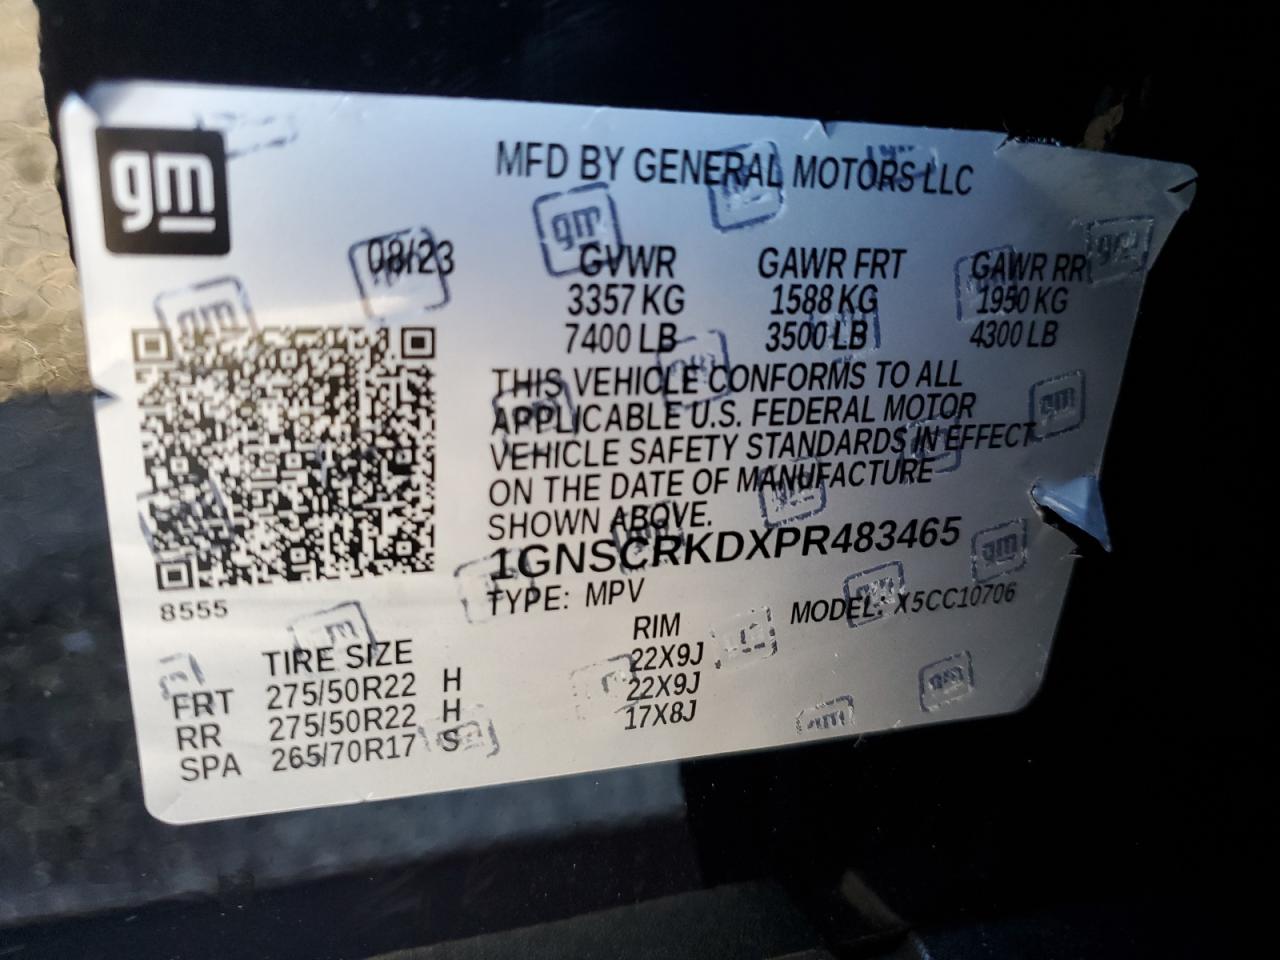 gm
MFD BY GENERAL MOTORS LLC
08/23 GVWR GAWR FRT GAWR RR
3357 KG 1588 KG 1950 KG
7400 LB 3500 LB 4300 LB
THIS VEHICLE CONFORMS TO ALL
APPLICABLE U.S. FEDERAL MOTOR
VEHICLE SAFETY STANDARDS IN EFFECT
ON THE DATE OF MANUFACTURE
SHOWN ABOVE.
1GNSCRKDXPR483465
8555
TYPE: MPV MODEL: X5CC10706
TIRE SIZE RIM
FRT 275/50R22 H 22X9J
RR 275/50R22 H 22X9J
SPA 265/70R17 S 17X8J